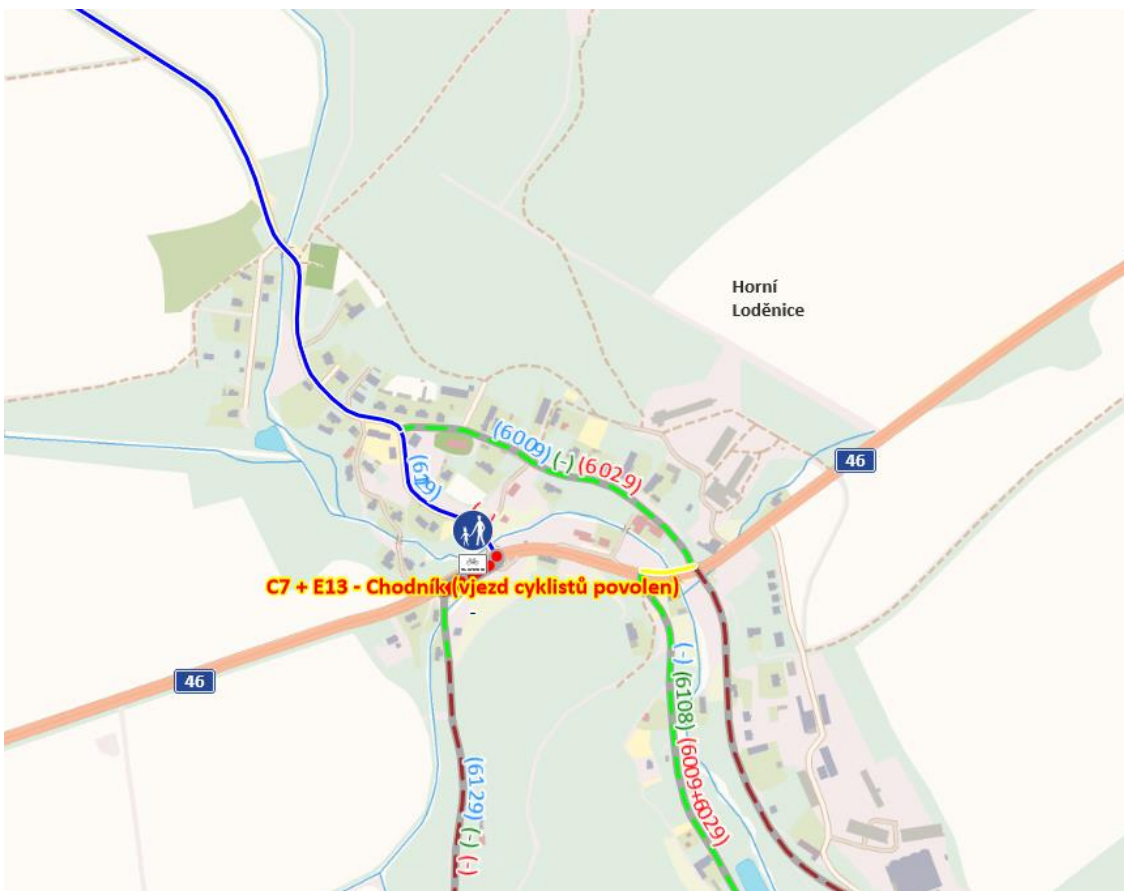 Horní
Loděnice
46
(6009) (-) (6029)
C7 + E13 - Chodník (vjezd cyklistů povolen)
-
46
(-) (6108) (6009+6029)
(6129) (-) (-)